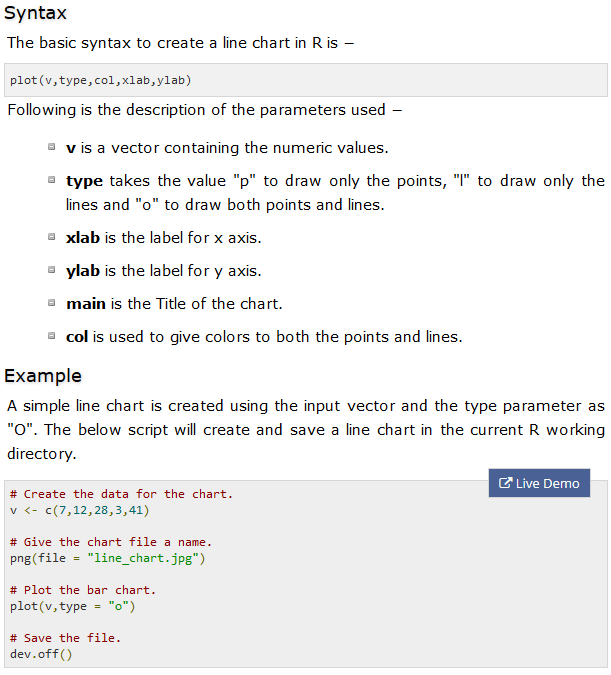 Syntax
The basic syntax to create a line chart in R is −
plot(v,type,col,xlab,ylab)
Following is the description of the parameters used −
v is a vector containing the numeric values.
type takes the value "p" to draw only the points, "l" to draw only the
lines and "o" to draw both points and lines.
xlab is the label for x axis.
ylab is the label for y axis.
main is the Title of the chart.
col is used to give colors to both the points and lines.
Example
A simple line chart is created using the input vector and the type parameter as
"O". The below script will create and save a line chart in the current R working
directory.
Live Demo
# Create the data for the chart.
v <- c(7,12,28,3,41)
# Give the chart file a name.
png(file = "line_chart.jpg")
# Plot the bar chart.
plot(v,type = "o")
# Save the file.
dev.off()